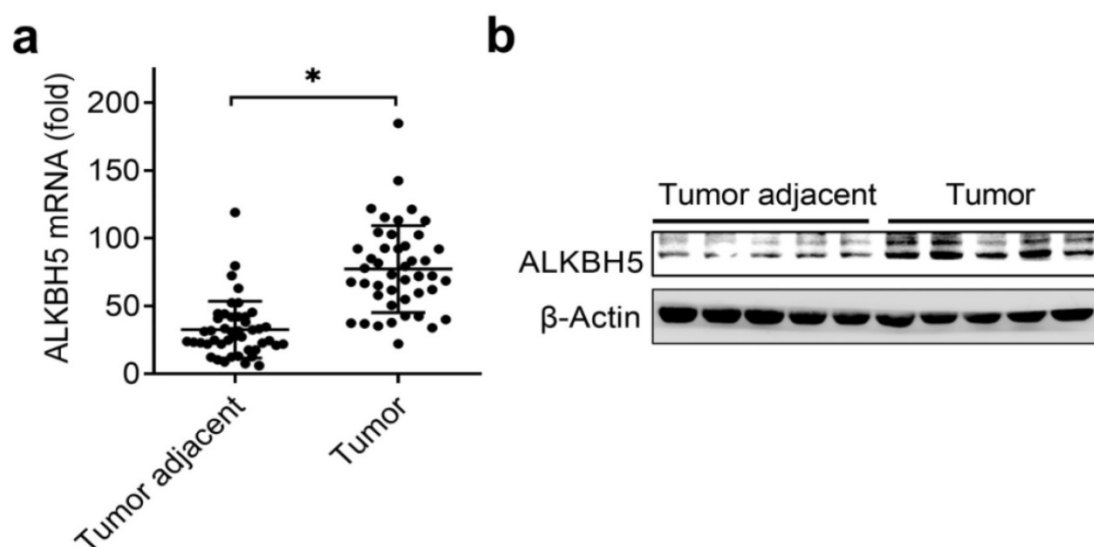 a
ALKBH5 mRNA (fold)
200
150
100
50
0
*
Tumor adjacent
Tumor
b
Tumor adjacent Tumor
ALKBH5
β-Actin